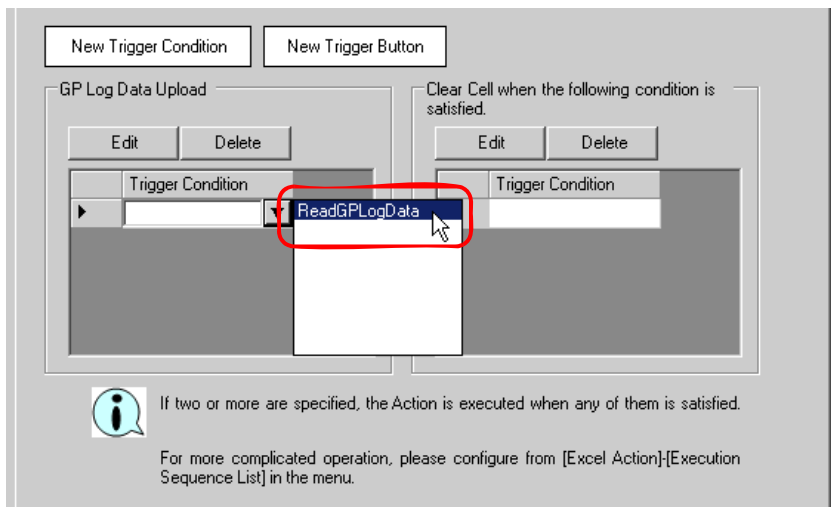 New Trigger Condition
New Trigger Button
GP Log Data Upload
Edit
Delete
Trigger Condition
ReadGPLogData
Clear Cell when the following condition is
satisfied.
Edit
Delete
Trigger Condition
If two or more are specified, the Action is executed when any of them is satisfied.
For more complicated operation, please configure from [Excel Action]-[Execution
Sequence List] in the menu.